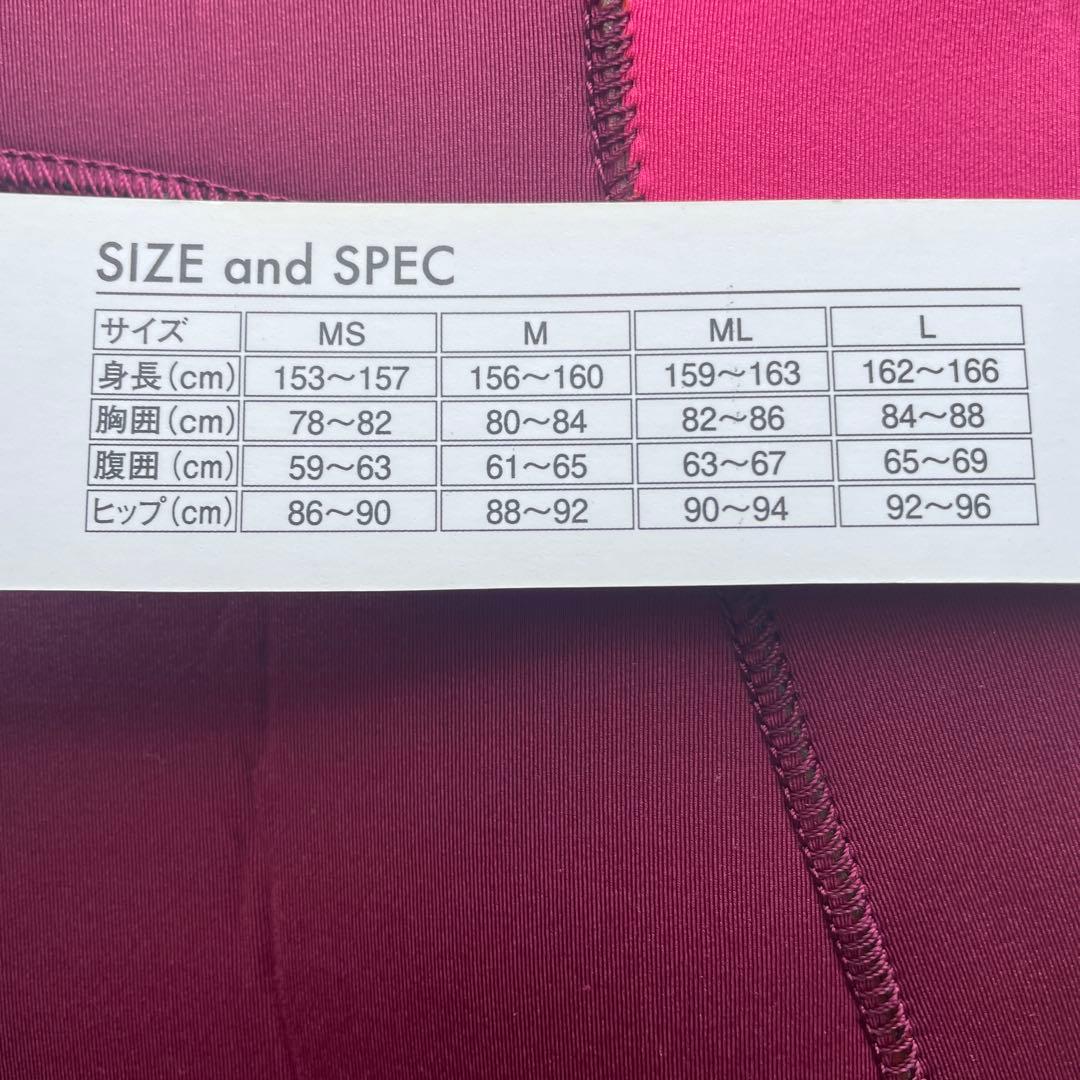 SIZE and SPEC
サイズ MS M ML L
身長(cm) 153～157 156～160 159～163 162～166
胸囲(cm) 78～82 80～84 82～86 84～88
腹囲(cm) 59～63 61～65 63～67 65～69
ヒップ(cm) 86～90 88～92 90～94 92～96